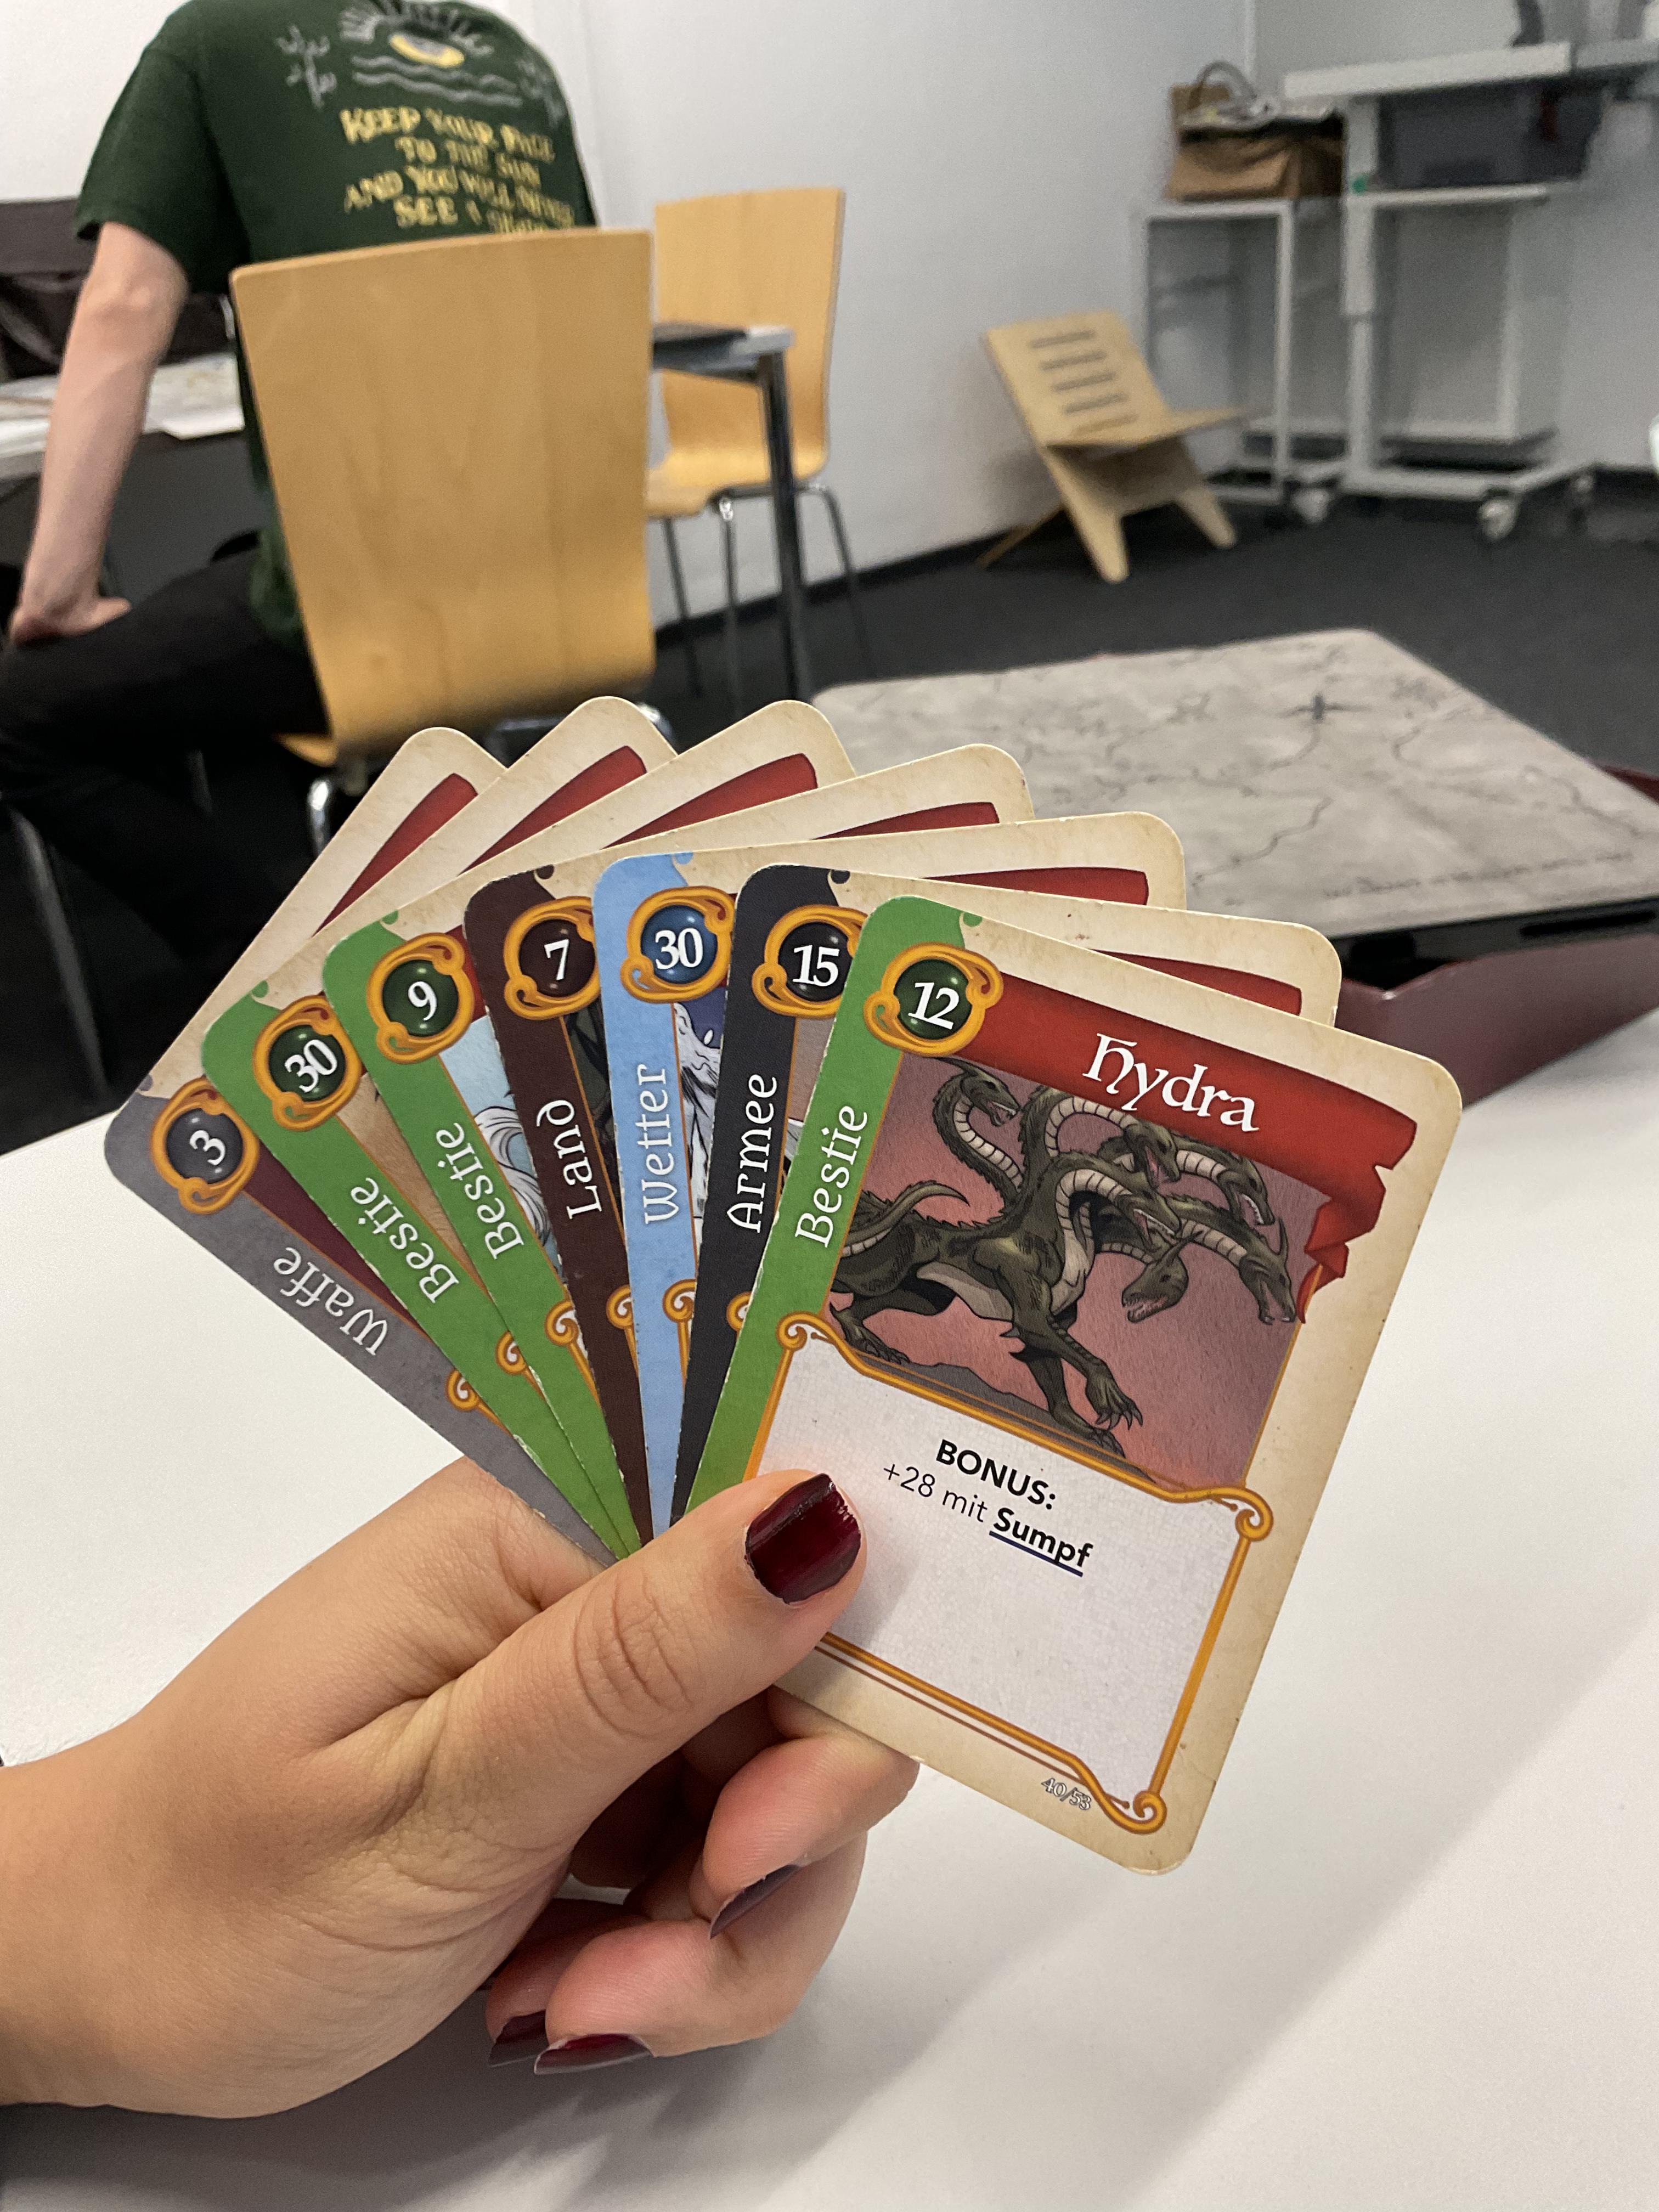 KEEP YOUR FACE
TO THE SUN
AND YOU WILL NEVER
SEE A
3
Waffe
30
Bestie
9
Bestie
7
Land
30
Wetter
15
Armee
12
Bestie
Hydra
BONUS:
+28 mit Sumpf
40/53